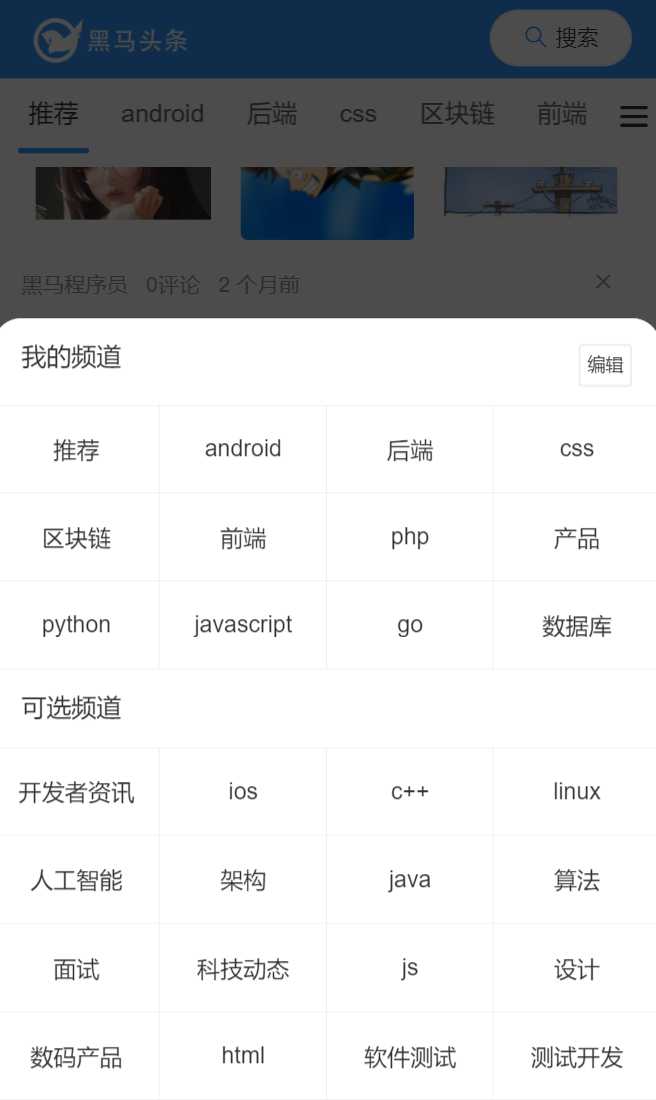 黑马头条 搜索
推荐 android 后端 css 区块链 前端
黑马程序员 0评论 2 个月前
我的频道 编辑
推荐 android 后端 css
区块链 前端 php 产品
python javascript go 数据库
可选频道
开发者资讯 ios c++ linux
人工智能 架构 java 算法
面试 科技动态 js 设计
数码产品 html 软件测试 测试开发